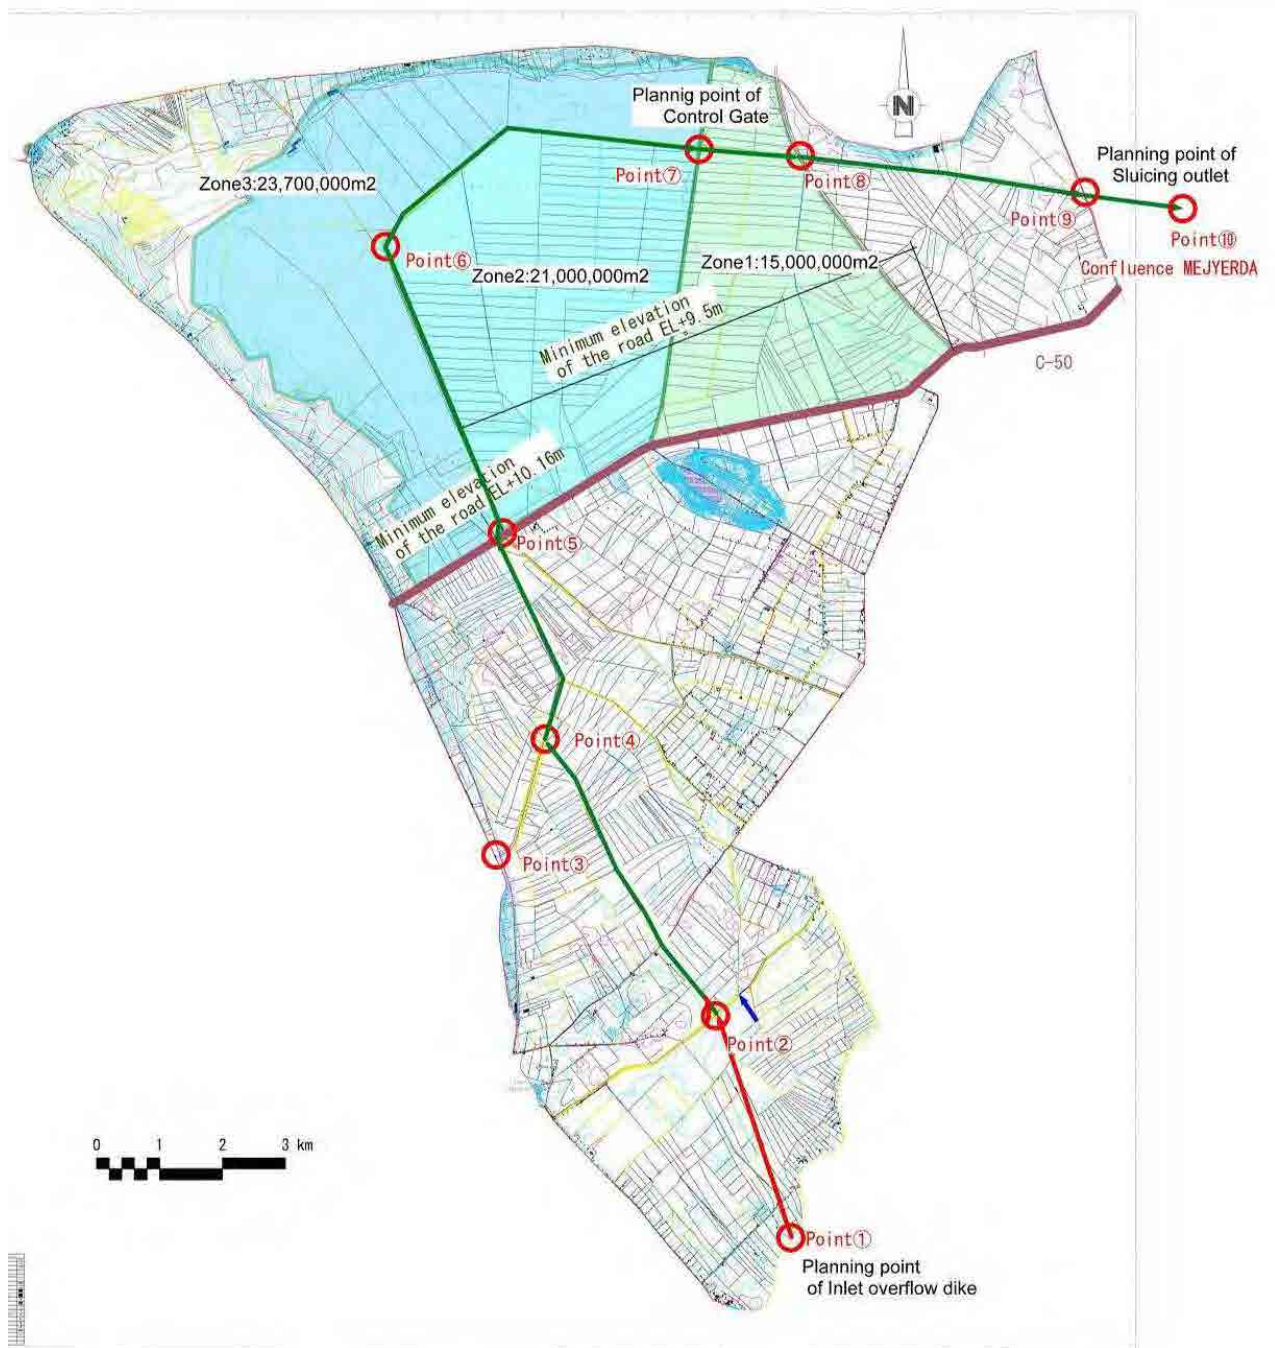 N
Plannig point of
Control Gate
Planning point of
Sluicing outlet
Point⑦
Point⑧
Zone3:23,700,000m2
Point⑨
Point⑩
Confluence MEJYERDA
Point⑥
Zone2:21,000,000m2
Zone1:15,000,000m2
Minimum elevation
of the road EL+9.5m
C-50
Minimum elevation
of the road EL+10.16m
Point⑤
Point④
Point③
Point②
0 1 2 3 km
Point①
Planning point
of Inlet overflow dike